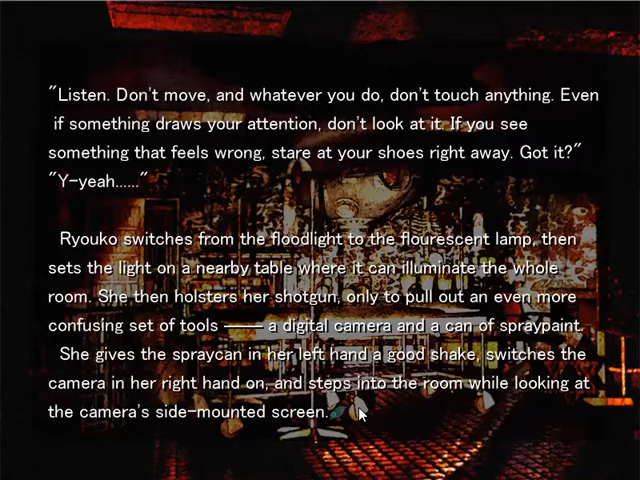 "Listen. Don't move, and whatever you do, don't touch anything. Even
if something draws your attention, don't look at it. If you see
something that feels wrong, stare at your shoes right away. Got it?"
"Y-yeah......"
Ryouko switches from the floodlight to the flourescent lamp, then
sets the light on a nearby table where it can illuminate the whole
room. She then holsters her shotgun, only to pull out an even more
confusing set of tools ―― a digital camera and a can of spraypaint.
She gives the spraycan in her left hand a good shake, switches the
camera in her right hand on, and steps into the room while looking at
the camera's side-mounted screen.